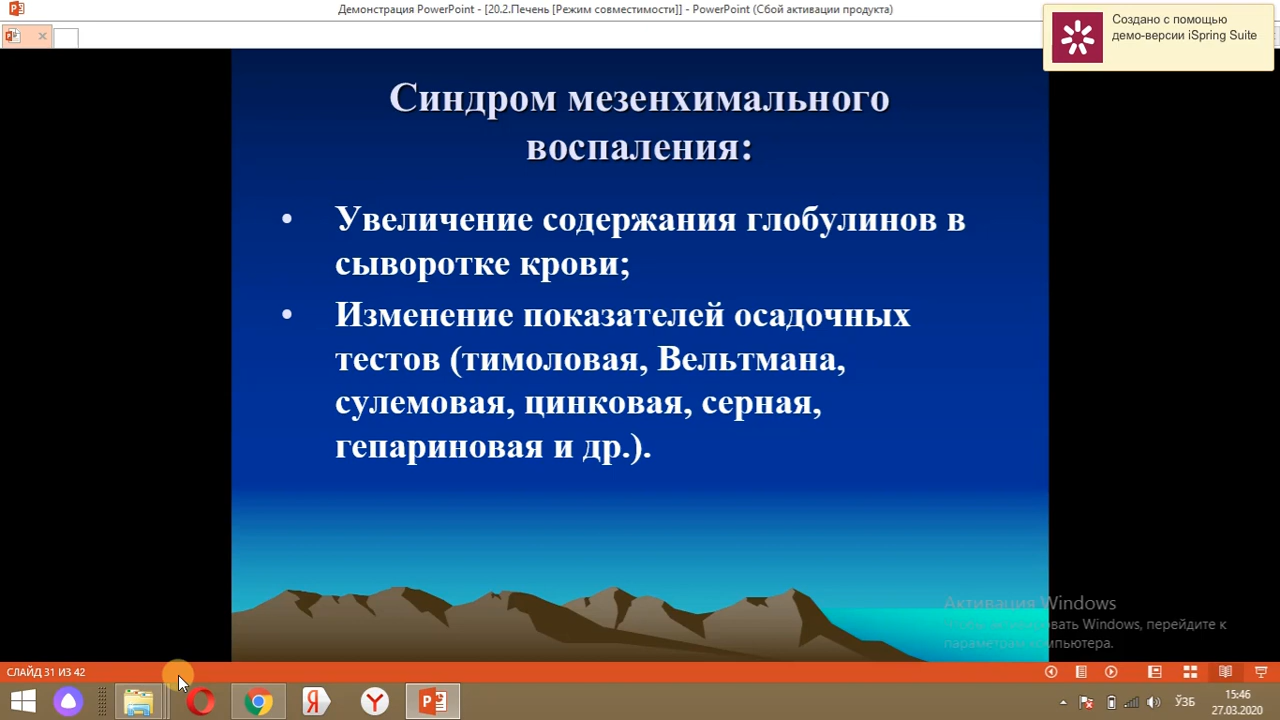 Демонстрация PowerPoint - [20.2.Печень [Режим совместимости]] - PowerPoint (Сбой активации продукта)
Создано с помощью
демо-версии iSpring Suite
Синдром мезенхимального
воспаления:
• Увеличение содержания глобулинов в
сыворотке крови;
• Изменение показателей осадочных
тестов (тимоловая, Вельтмана,
сулемовая, цинковая, серная,
гепариновая и др.).
Активация Windows
Чтобы активировать Windows, перейдите к
параметрам компьютера.
СЛАЙД 31 ИЗ 42
ЎЗБ
15:46
27.03.2020